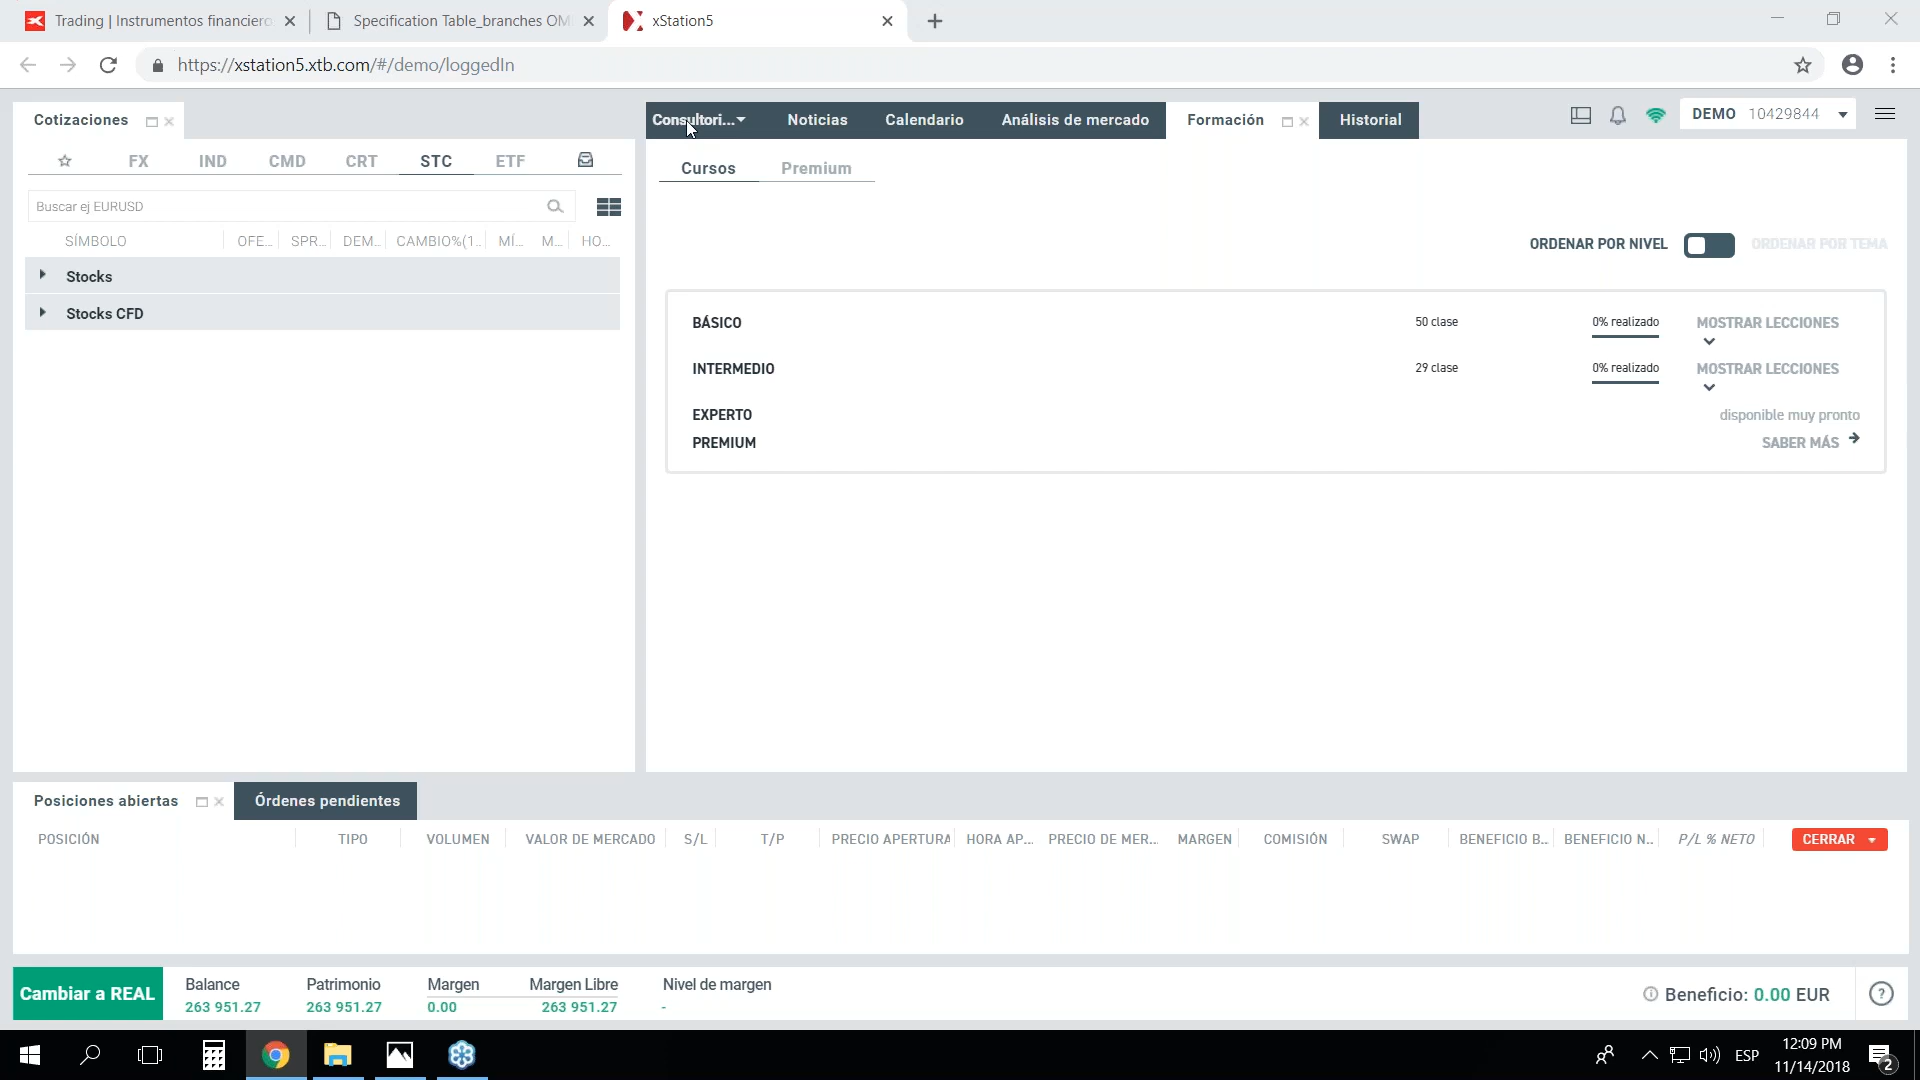 Trading | Instrumentos financiero
Specification Table_branches OM
xStation5
https://xstation5.xtb.com/#/demo/loggedIn
Cotizaciones
Consultori...
Noticias
Calendario
Análisis de mercado
Formación
Historial
DEMO 10429844
FX
IND
CMD
CRT
STC
ETF
Cursos
Premium
Buscar ej EURUSD
SÍMBOLO
OFE...
SPR...
DEM...
CAMBIO%(1...
MÍ...
M...
HO...
ORDENAR POR NIVEL
ORDENAR POR TEMA
Stocks
Stocks CFD
BÁSICO
50 clase
0% realizado
MOSTRAR LECCIONES
INTERMEDIO
29 clase
0% realizado
MOSTRAR LECCIONES
EXPERTO
disponible muy pronto
PREMIUM
SABER MÁS
Posiciones abiertas
Órdenes pendientes
POSICIÓN
TIPO
VOLUMEN
VALOR DE MERCADO
S/L
T/P
PRECIO APERTURA
HORA AP...
PRECIO DE MER...
MARGEN
COMISIÓN
SWAP
BENEFICIO B...
BENEFICIO N...
P/L % NETO
CERRAR
Cambiar a REAL
Balance
263 951.27
Patrimonio
263 951.27
Margen
0.00
Margen Libre
263 951.27
Nivel de margen
-
Beneficio: 0.00 EUR
?
ESP
12:09 PM
11/14/2018
2